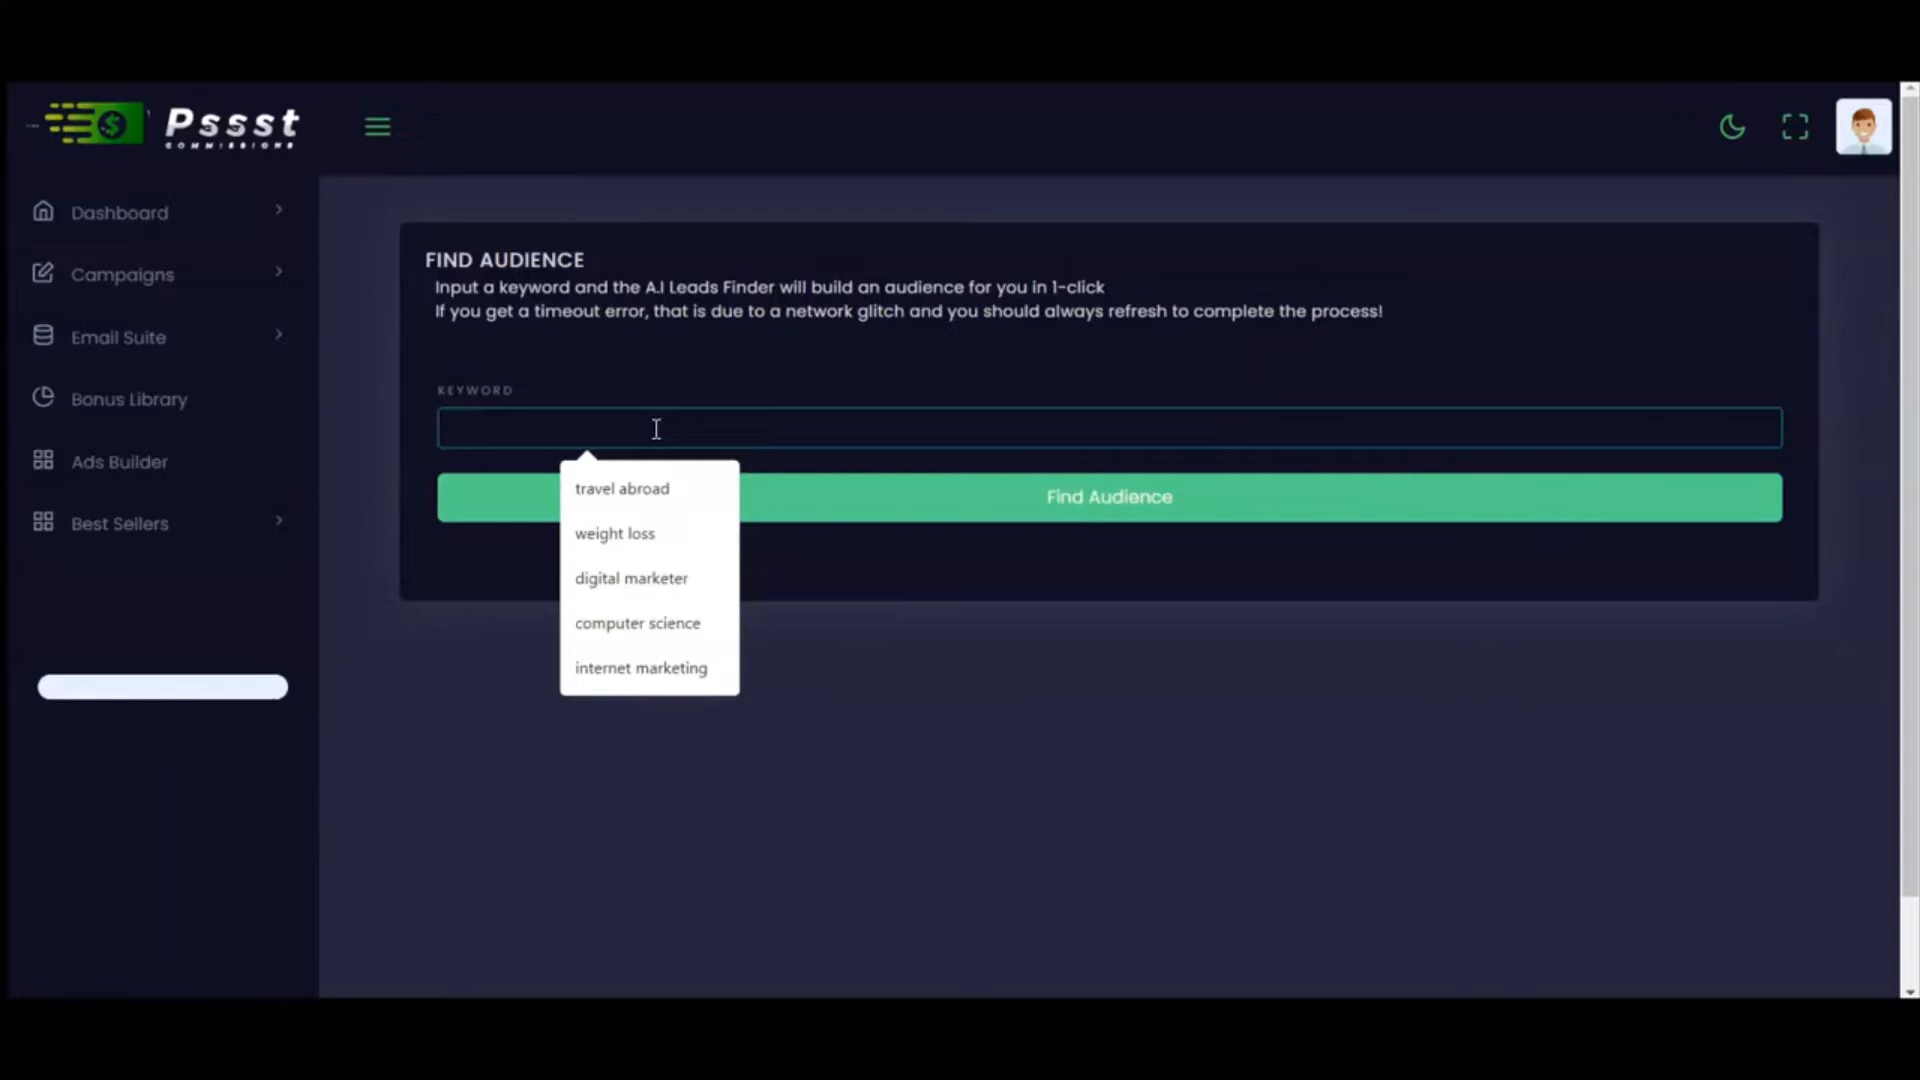 Pssst
COMMISSIONS
Dashboard
Campaigns
Email Suite
Bonus Library
Ads Builder
Best Sellers
FIND AUDIENCE
Input a keyword and the A.I Leads Finder will build an audience for you in 1-click
If you get a timeout error, that is due to a network glitch and you should always refresh to complete the process!
KEYWORD
Find Audience
travel abroad
weight loss
digital marketer
computer science
internet marketing